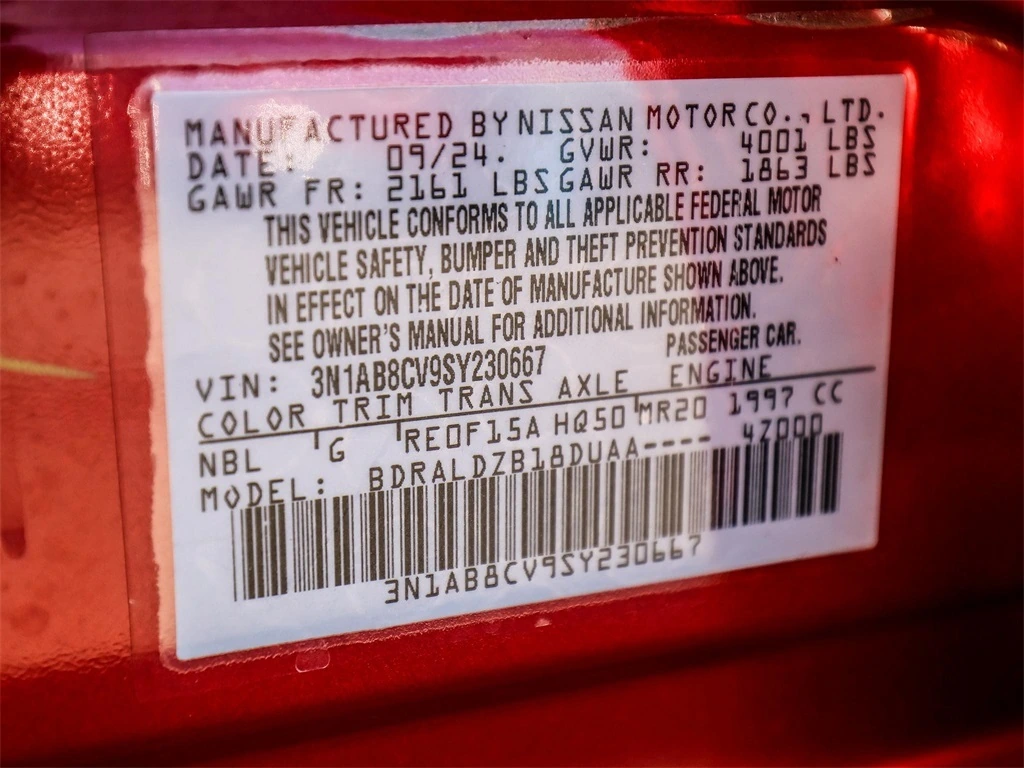 MANUFACTURED BY NISSAN MOTOR CO., LTD.
DATE: 09/24. GVWR: 4001 LBS
GAWR FR: 2161 LBS GAWR RR: 1863 LBS
THIS VEHICLE CONFORMS TO ALL APPLICABLE FEDERAL MOTOR
VEHICLE SAFETY, BUMPER AND THEFT PREVENTION STANDARDS
IN EFFECT ON THE DATE OF MANUFACTURE SHOWN ABOVE.
SEE OWNER'S MANUAL FOR ADDITIONAL INFORMATION.
VIN: 3N1AB8CV9SY230667 PASSENGER CAR.
COLOR TRIM TRANS AXLE ENGINE
NBL G RE0F15A HQ50 MR20 1997 CC
MODEL: BDRALDZB18DUAA---- 4Z000
3N1AB8CV9SY230667